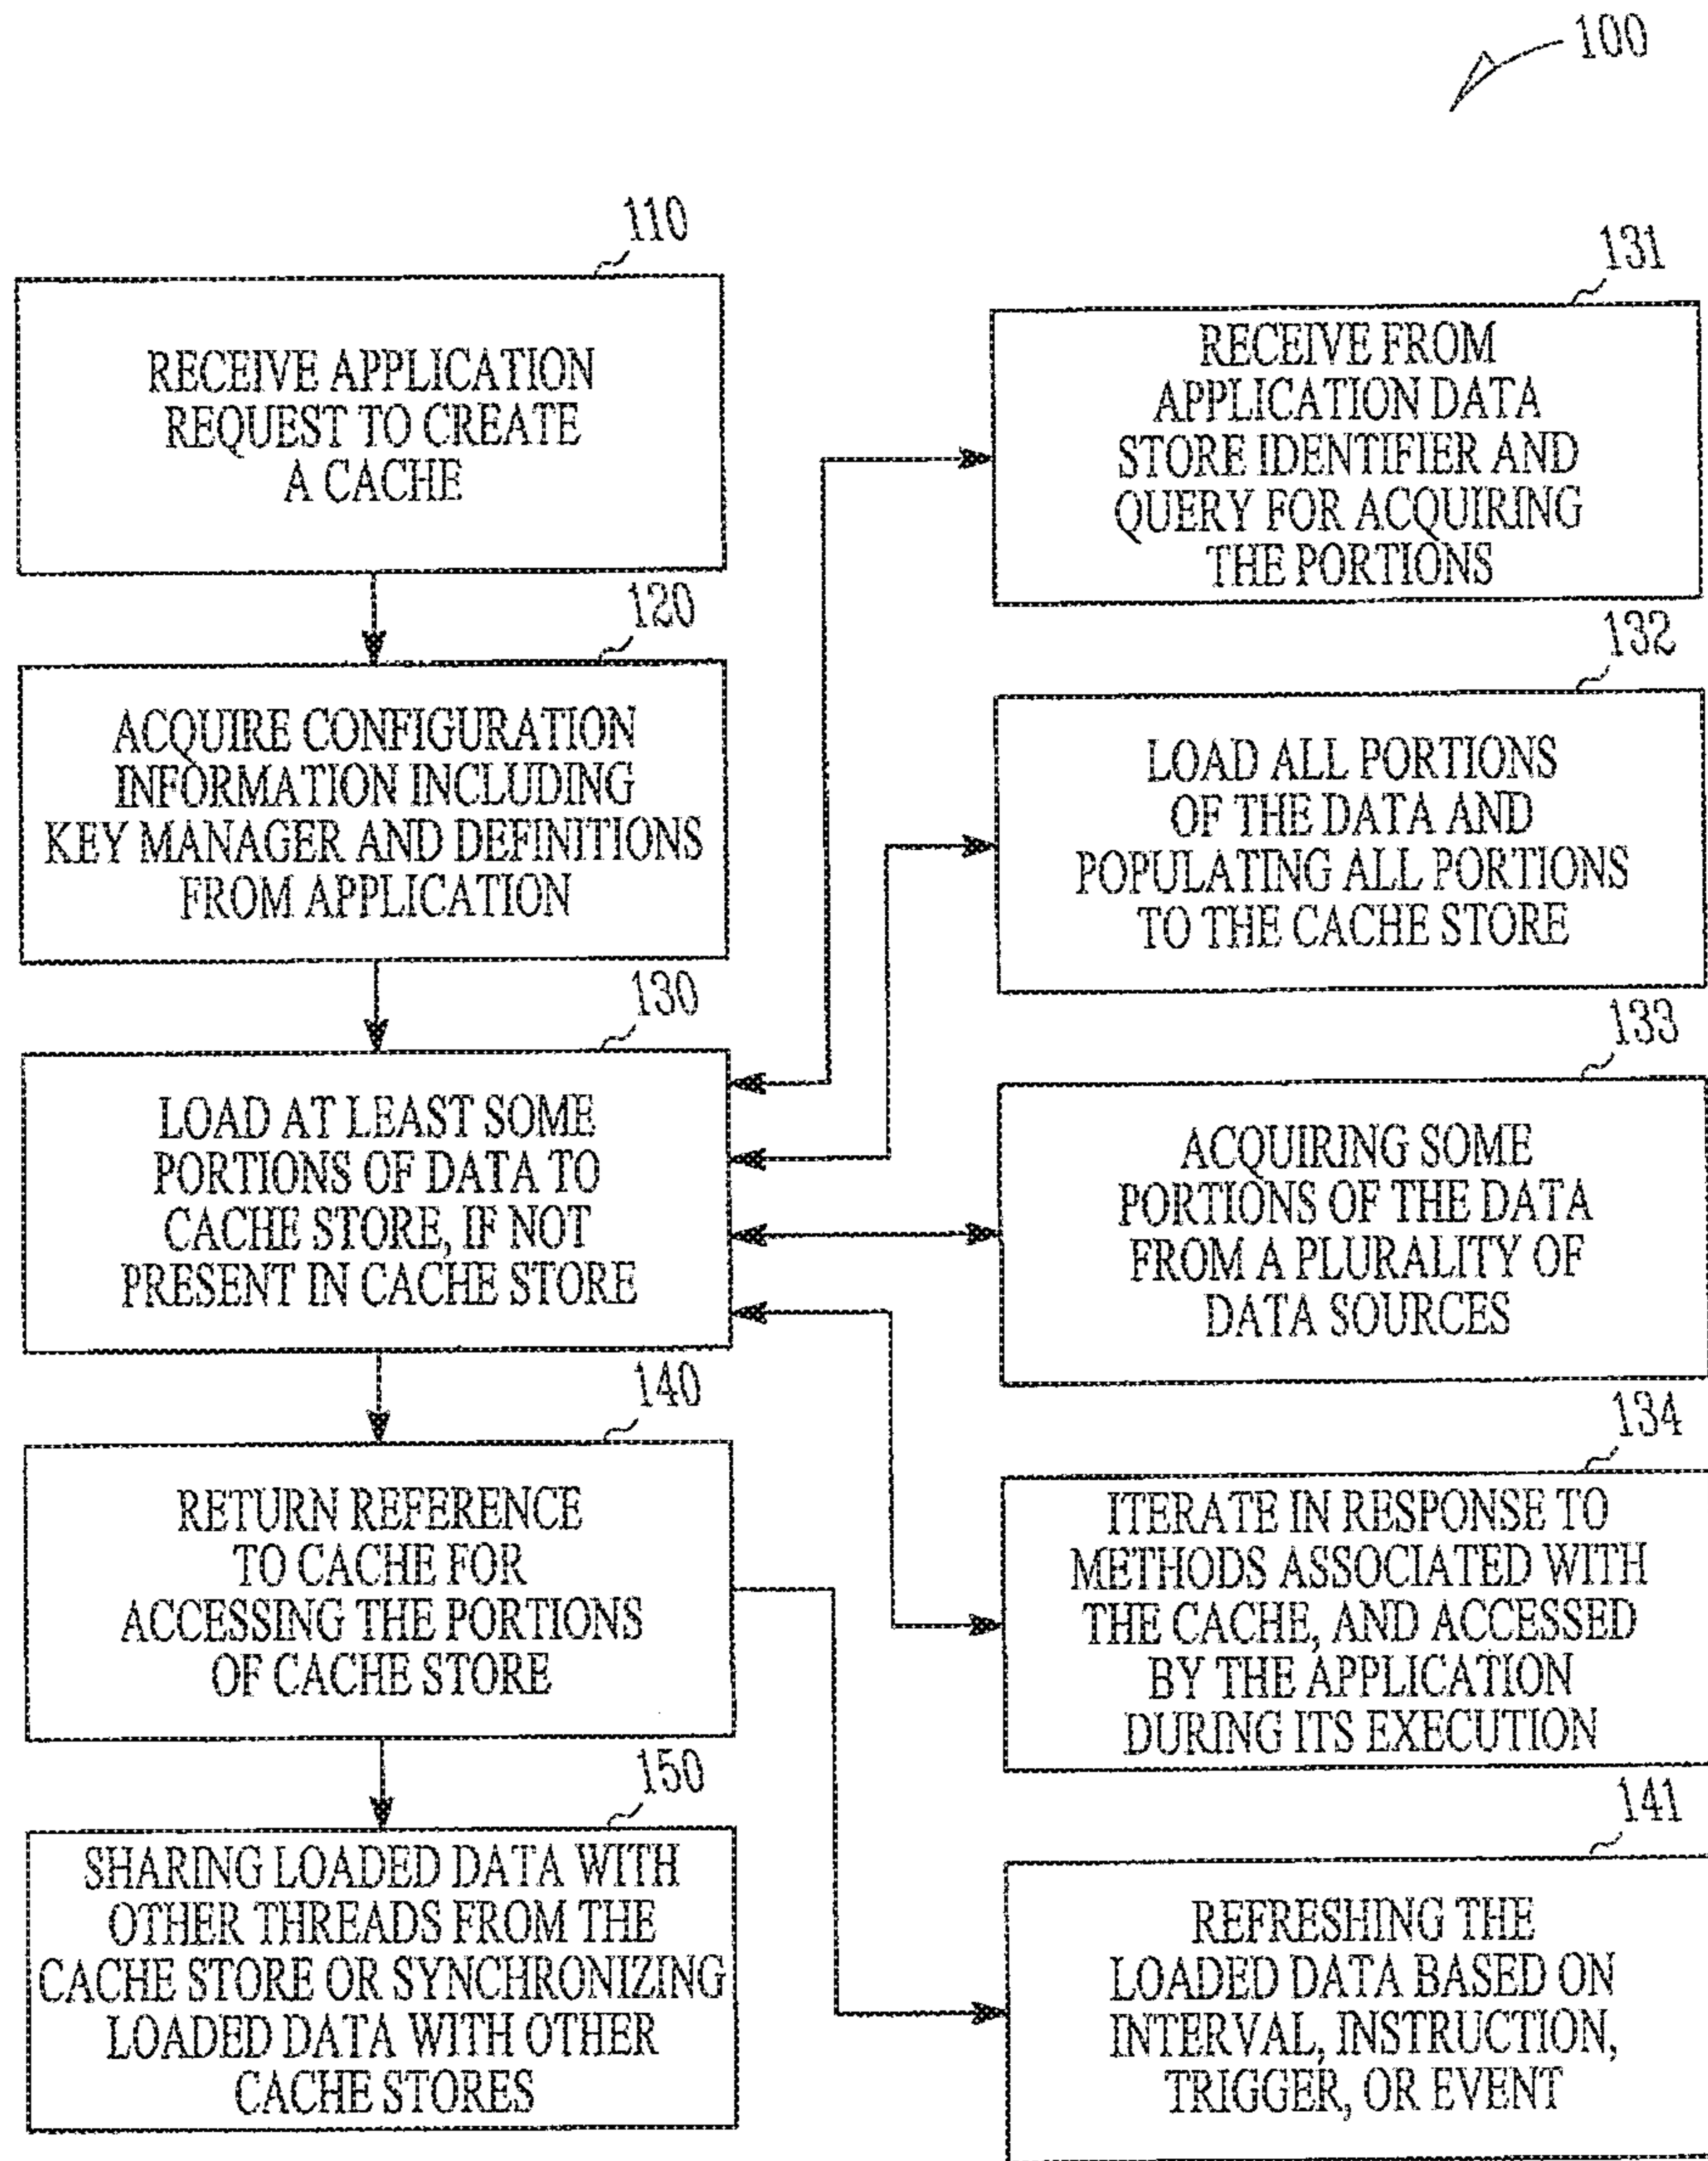 100
110
RECEIVE APPLICATION
REQUEST TO CREATE
A CACHE
120
ACQUIRE CONFIGURATION
INFORMATION INCLUDING
KEY MANAGER AND DEFINITIONS
FROM APPLICATION
130
LOAD AT LEAST SOME
PORTIONS OF DATA TO
CACHE STORE, IF NOT
PRESENT IN CACHE STORE
140
RETURN REFERENCE
TO CACHE FOR
ACCESSING THE PORTIONS
OF CACHE STORE
150
SHARING LOADED DATA WITH
OTHER THREADS FROM THE
CACHE STORE OR SYNCHRONIZING
LOADED DATA WITH OTHER
CACHE STORES
131
RECEIVE FROM
APPLICATION DATA
STORE IDENTIFIER AND
QUERY FOR ACQUIRING
THE PORTIONS
132
LOAD ALL PORTIONS
OF THE DATA AND
POPULATING ALL PORTIONS
TO THE CACHE STORE
133
ACQUIRING SOME
PORTIONS OF THE DATA
FROM A PLURALITY OF
DATA SOURCES
134
ITERATE IN RESPONSE TO
METHODS ASSOCIATED WITH
THE CACHE, AND ACCESSED
BY THE APPLICATION
DURING ITS EXECUTION
141
REFRESHING THE
LOADED DATA BASED ON
INTERVAL, INSTRUCTION,
TRIGGER, OR EVENT